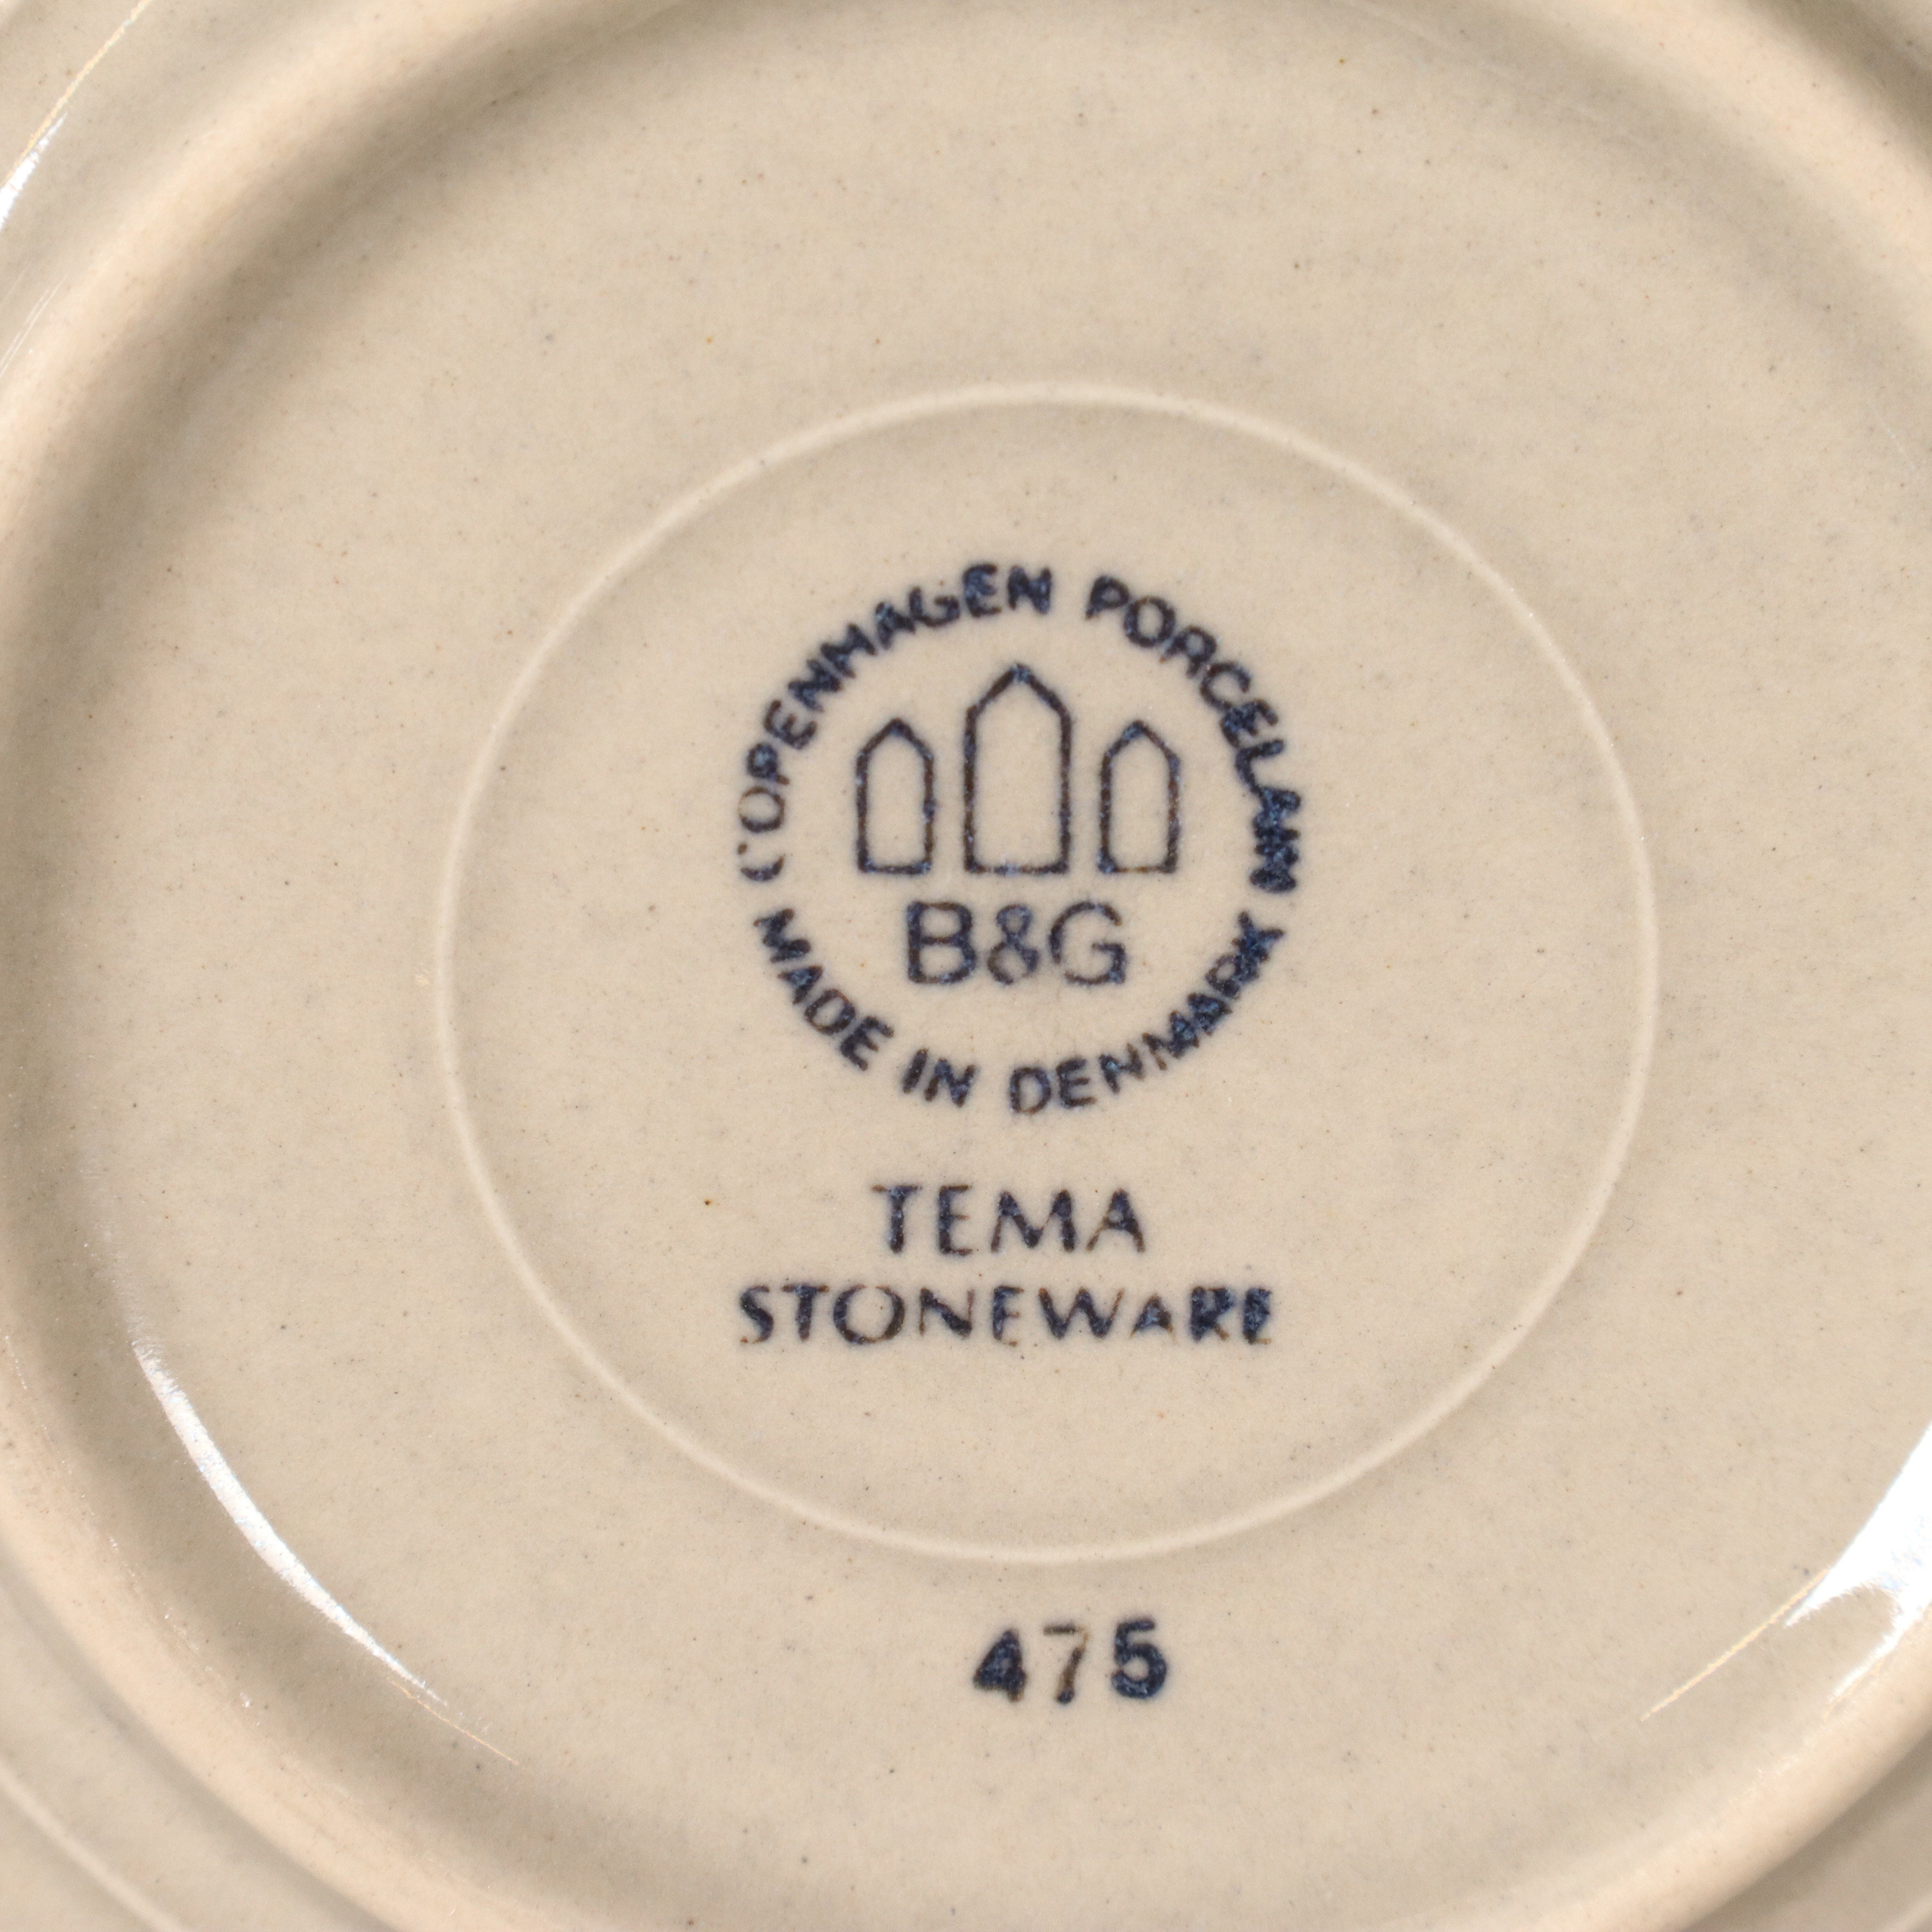 COPENHAGEN PORCELAIN
B&G
MADE IN DENMARK
TEMA
STONEWARE
475